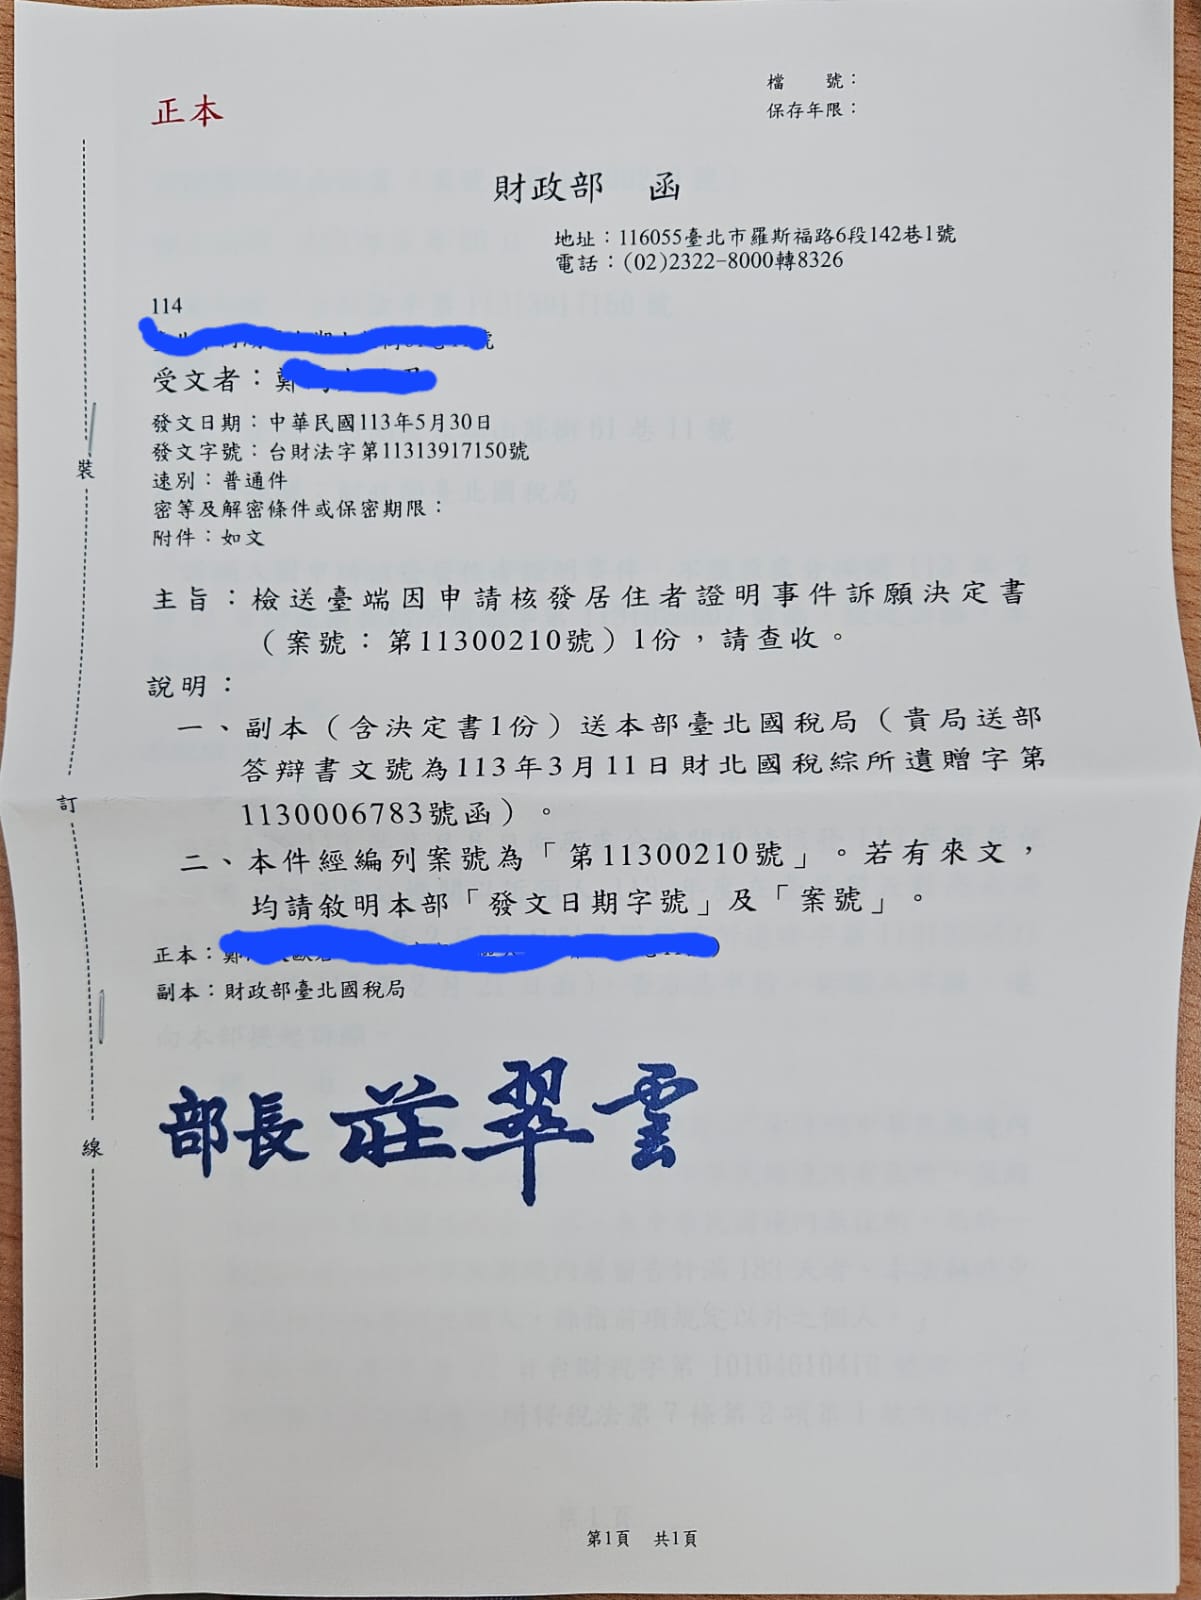 檔　號：
保存年限：
正本
財政部　函
地址：116055臺北市羅斯福路6段142巷1號
電話：(02)2322-8000轉8326
114
號
受文者：鄭
發文日期：中華民國113年5月30日
發文字號：台財法字第11313917150號
速別：普通件
密等及解密條件或保密期限：
附件：如文
主旨：檢送臺端因申請核發居住者證明事件訴願決定書
（案號：第11300210號）1份，請查收。
說明：
一、副本（含決定書1份）送本部臺北國稅局（貴局送部
答辯書文號為113年3月11日財北國稅綜所遺贈字第
1130006783號函）。
二、本件經編列案號為「第11300210號」。若有來文，
均請敘明本部「發文日期字號」及「案號」。
正本：鄭
副本：財政部臺北國稅局
部長 莊翠雲
裝
訂
線
第1頁　共1頁